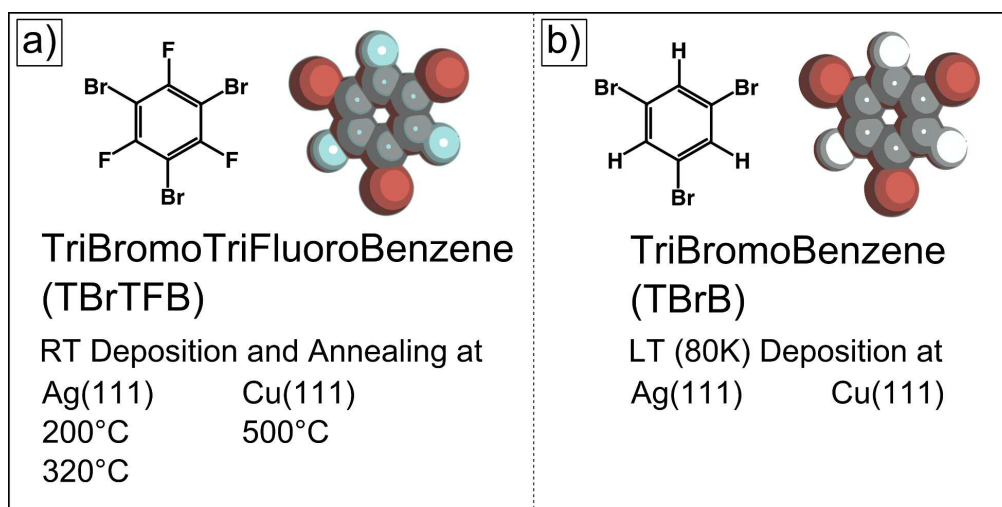 a)
F
Br Br
F F
Br
TriBromoTriFluoroBenzene
(TBrTFB)
RT Deposition and Annealing at
Ag(111) Cu(111)
200°C 500°C
320°C
b)
H
Br Br
H H
Br
TriBromoBenzene
(TBrB)
LT (80K) Deposition at
Ag(111) Cu(111)